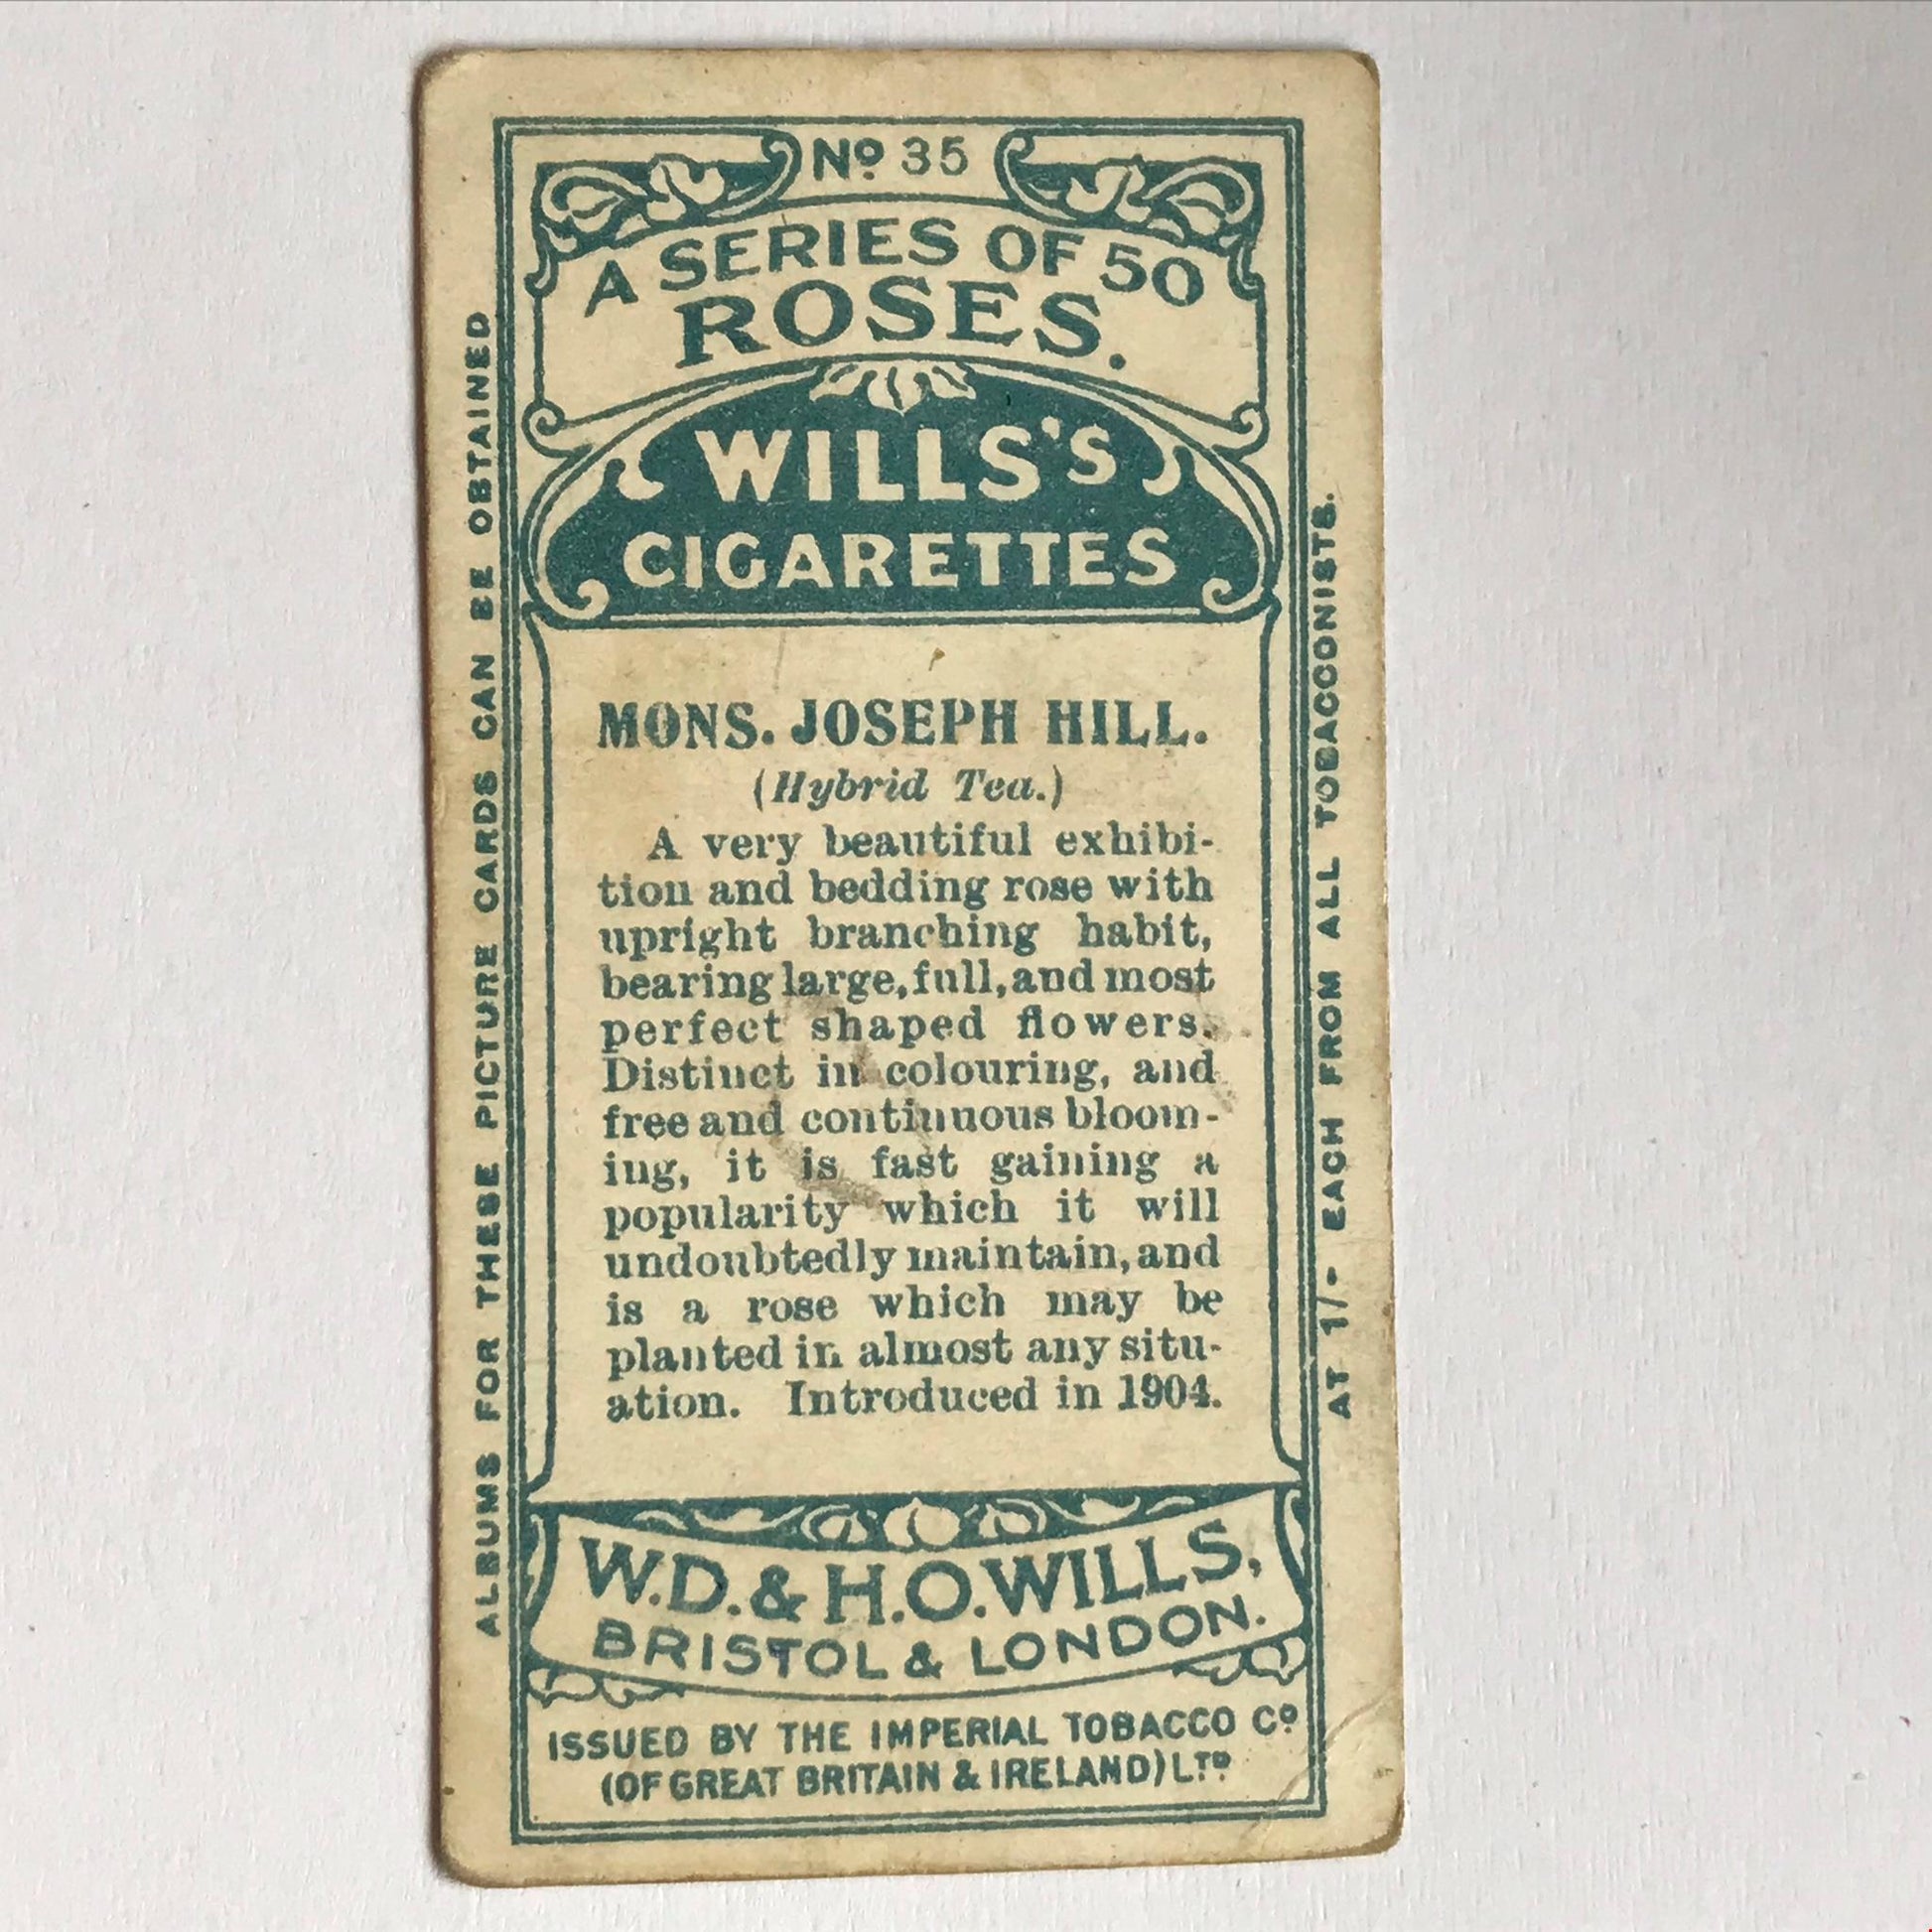 No. 35
A SERIES OF 50
ROSES.
WILLS'S
CIGARETTES
MONS. JOSEPH HILL.
(Hybrid Tea.)
A very beautiful exhibi-
tion and bedding rose with
upright branching habit,
bearing large, full, and most
perfect shaped flowers.
Distinct in colouring, and
free and continuous bloom-
ing, it is fast gaining a
popularity which it will
undoubtedly maintain, and
is a rose which may be
planted in almost any situ-
ation. Introduced in 1904.
W.D. & H.O. WILLS,
BRISTOL & LONDON.
ISSUED BY THE IMPERIAL TOBACCO Co.
(OF GREAT BRITAIN & IRELAND) LTD.
ALBUMS FOR THESE PICTURE CARDS CAN BE OBTAINED
AT 1/- EACH FROM ALL TOBACCONISTS.